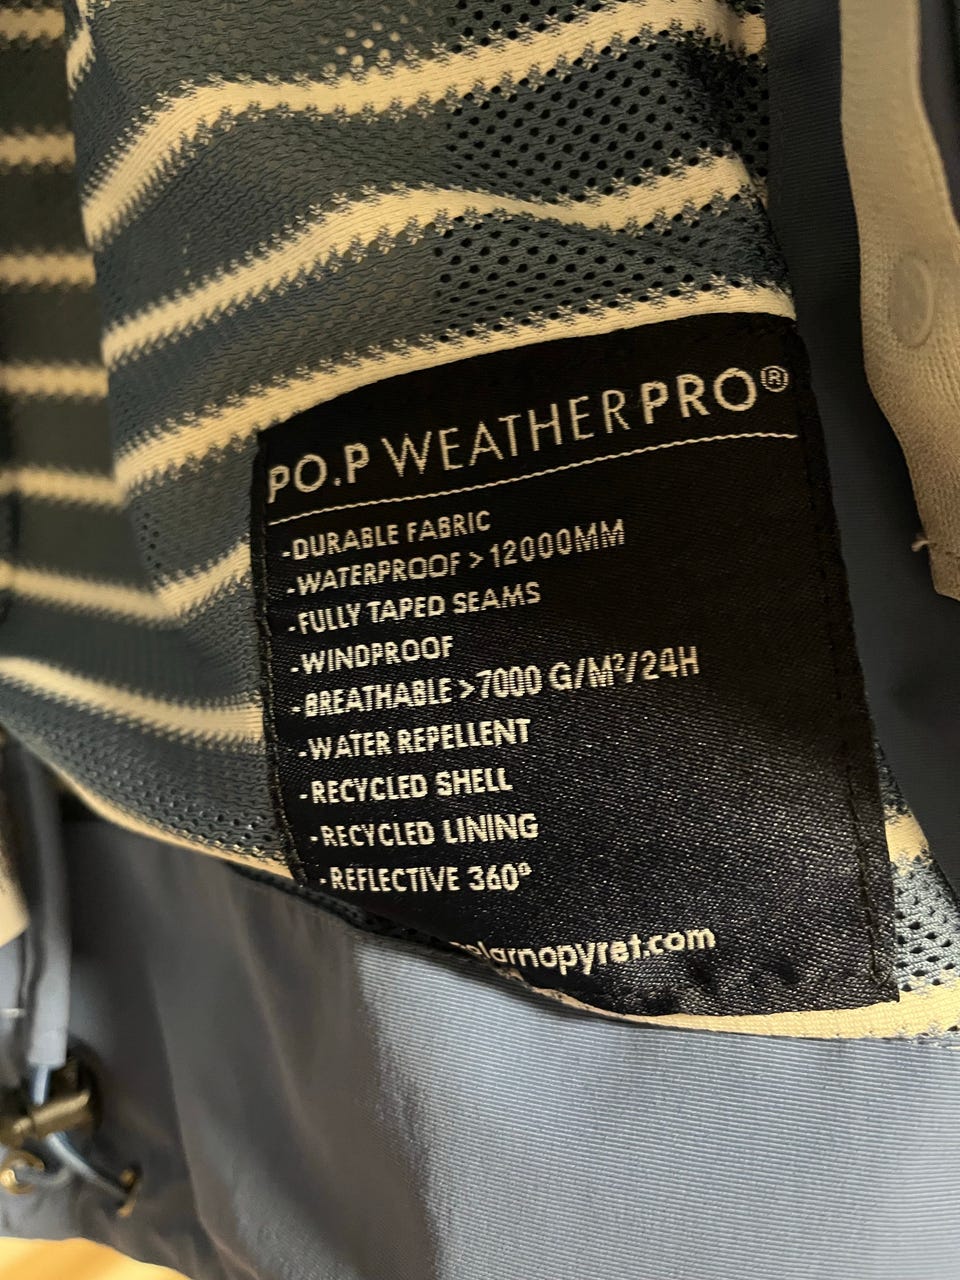 PO.P WEATHERPRO®
-DURABLE FABRIC
-WATERPROOF >12000MM
-FULLY TAPED SEAMS
-WINDPROOF
-BREATHABLE >7000 G/M²/24H
-WATER REPELLENT
-RECYCLED SHELL
-RECYCLED LINING
-REFLECTIVE 360°
olarnopyret.com